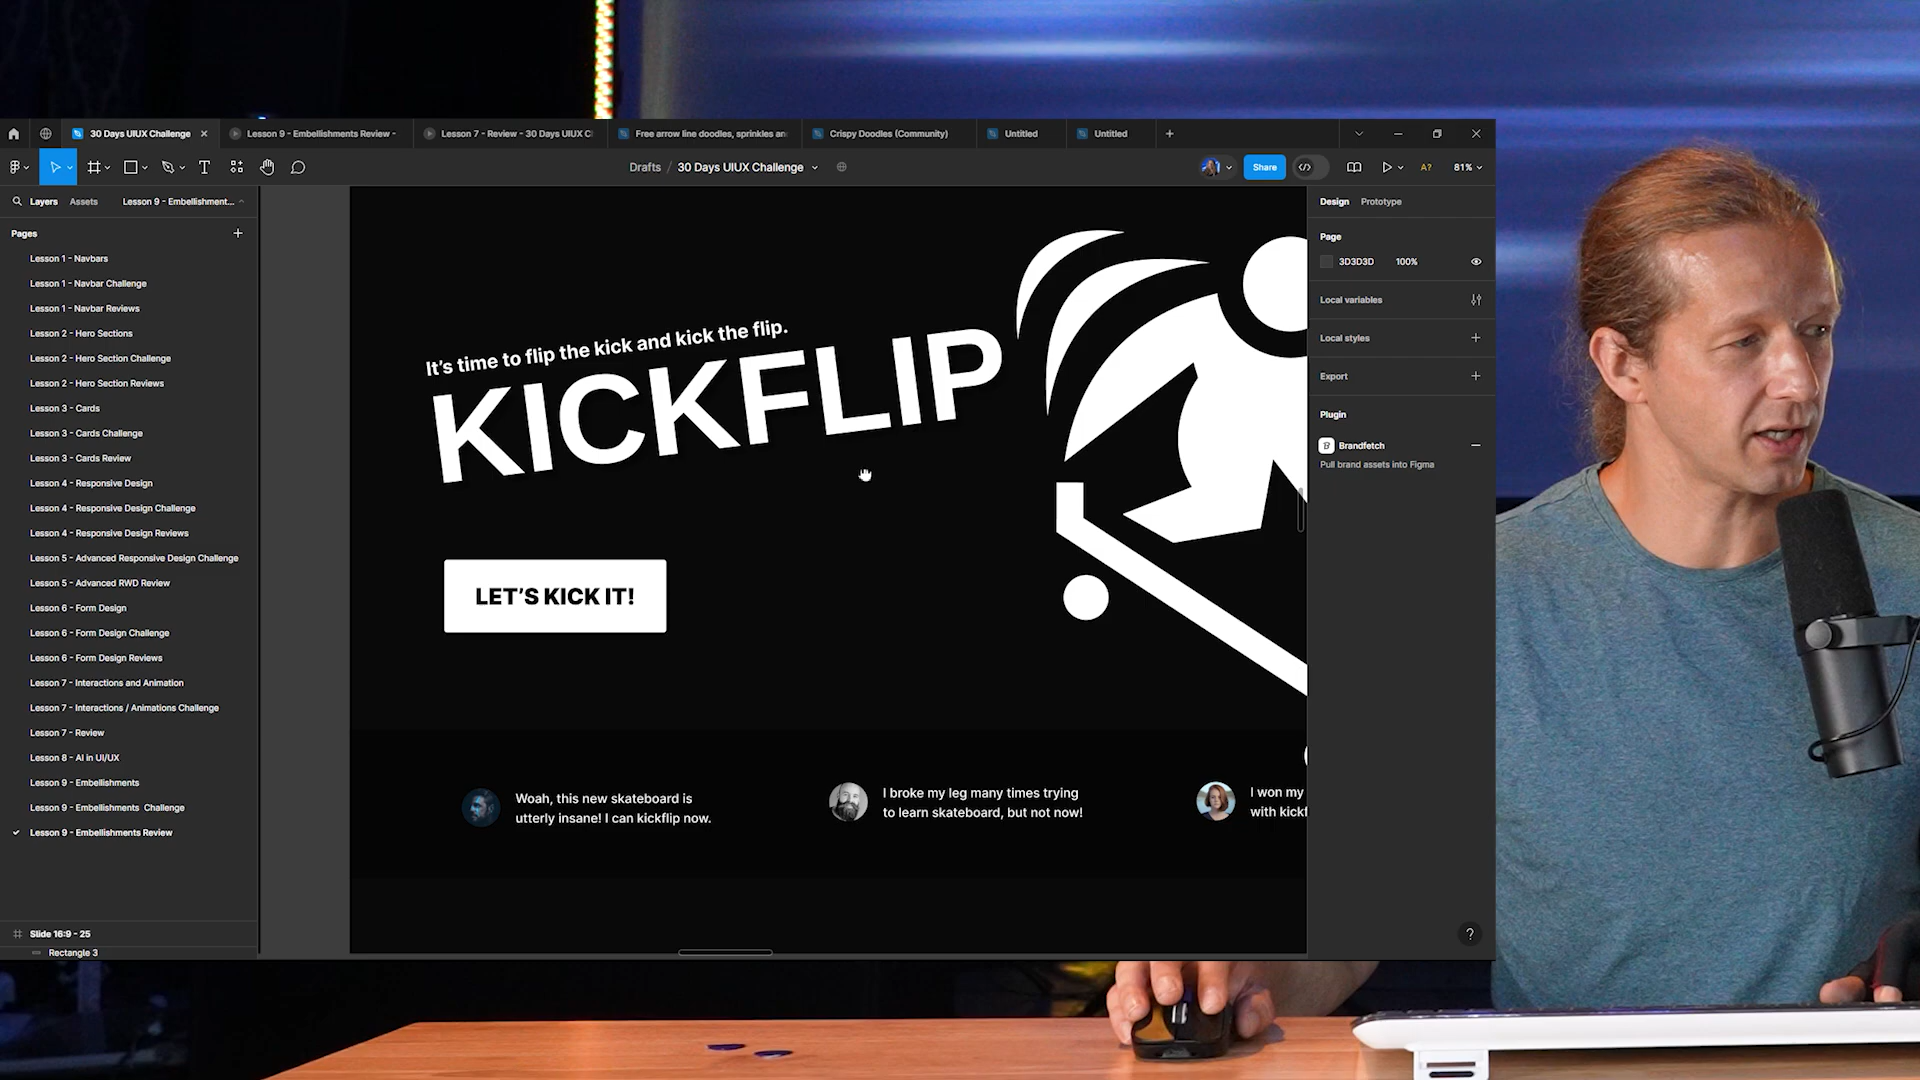 30 Days UIUX Challenge
Lesson 9 - Embellishments Review -
Lesson 7 - Review - 30 Days UIUX C
Free arrow line doodles, sprinkles an
Crispy Doodles (Community)
Untitled
Untitled
Drafts / 30 Days UIUX Challenge
Share
A?
81%
Layers
Assets
Lesson 9 - Embellishment...
Pages
Lesson 1 - Navbars
Lesson 1 - Navbar Challenge
Lesson 1 - Navbar Reviews
Lesson 2 - Hero Sections
Lesson 2 - Hero Section Challenge
Lesson 2 - Hero Section Reviews
Lesson 3 - Cards
Lesson 3 - Cards Challenge
Lesson 3 - Cards Review
Lesson 4 - Responsive Design
Lesson 4 - Responsive Design Challenge
Lesson 4 - Responsive Design Reviews
Lesson 5 - Advanced Responsive Design Challenge
Lesson 5 - Advanced RWD Review
Lesson 6 - Form Design
Lesson 6 - Form Design Challenge
Lesson 6 - Form Design Reviews
Lesson 7 - Interactions and Animation
Lesson 7 - Interactions / Animations Challenge
Lesson 7 - Review
Lesson 8 - AI in UI/UX
Lesson 9 - Embellishments
Lesson 9 - Embellishments Challenge
Lesson 9 - Embellishments Review
Slide 16:9 - 25
Rectangle 3
It's time to flip the kick and kick the flip.
KICKFLIP
LET'S KICK IT!
Woah, this new skateboard is
utterly insane! I can kickflip now.
I broke my leg many times trying
to learn skateboard, but not now!
I won my
with kickf
Design
Prototype
Page
3D3D3D
100%
Local variables
Local styles
Export
Plugin
Brandfetch
Pull brand assets into Figma
?